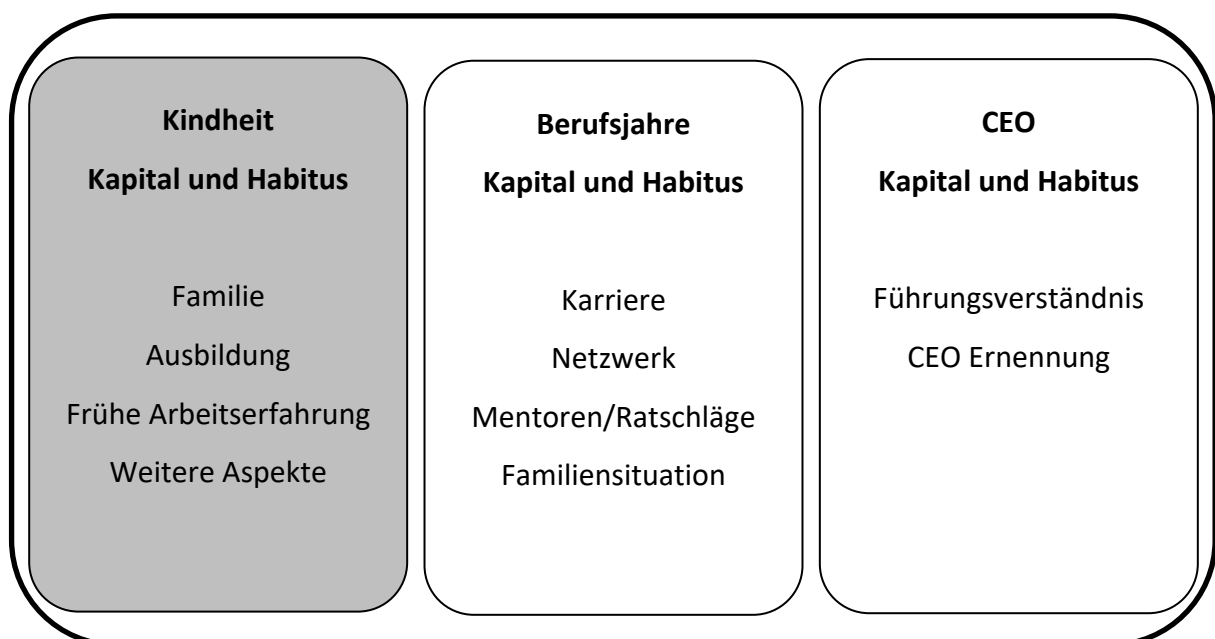 Kindheit
Kapital und Habitus
Familie
Ausbildung
Frühe Arbeitserfahrung
Weitere Aspekte
Berufsjahre
Kapital und Habitus
Karriere
Netzwerk
Mentoren/Ratschläge
Familiensituation
CEO
Kapital und Habitus
Führungsverständnis
CEO Ernennung